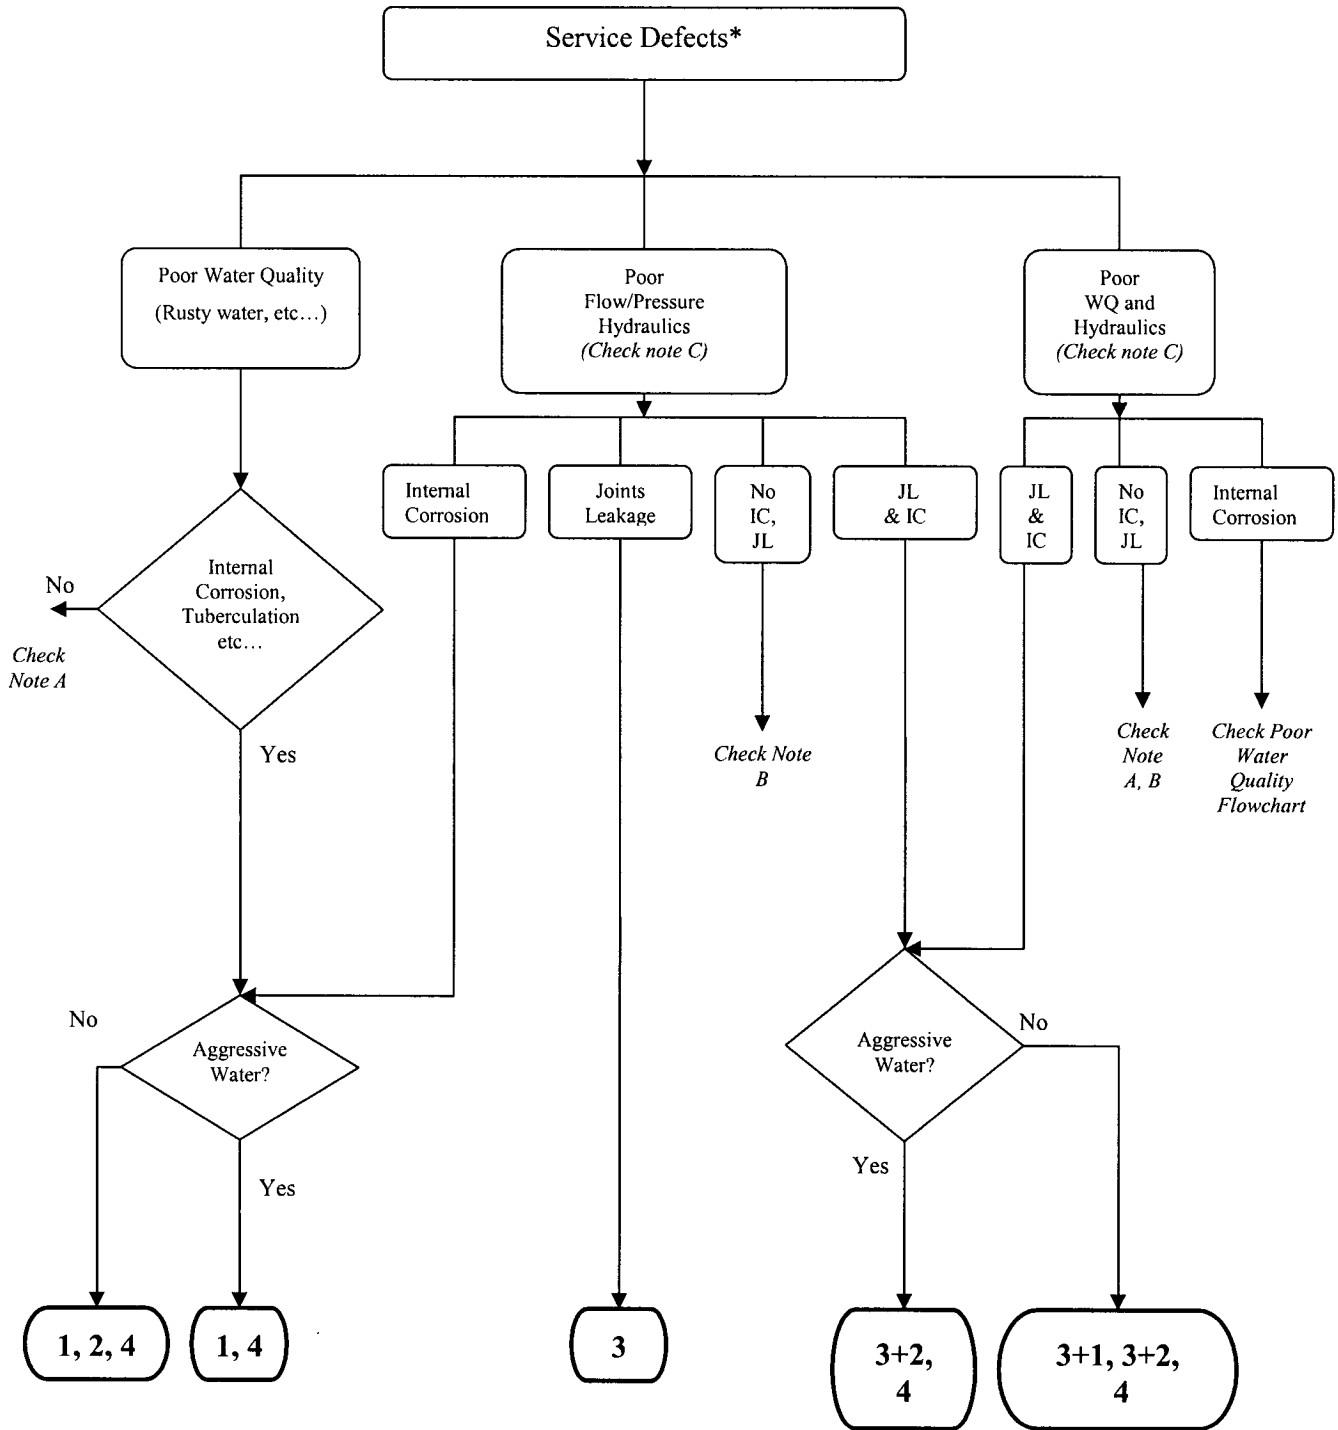 Service Defects*
Poor Water Quality
(Rusty water, etc...)
Poor
Flow/Pressure
Hydraulics
(Check note C)
Poor
WQ and
Hydraulics
(Check note C)
Internal
Corrosion
Joints
Leakage
No
IC,
JL
JL
& IC
JL
&
IC
No
IC,
JL
Internal
Corrosion
Internal
Corrosion,
Tuberculation
etc...
No
Check
Note A
Yes
Check Note
B
Check
Note
A, B
Check Poor
Water
Quality
Flowchart
Aggressive
Water?
No
Yes
Aggressive
Water?
No
Yes
1, 2, 4
1, 4
3
3+2,
4
3+1, 3+2,
4